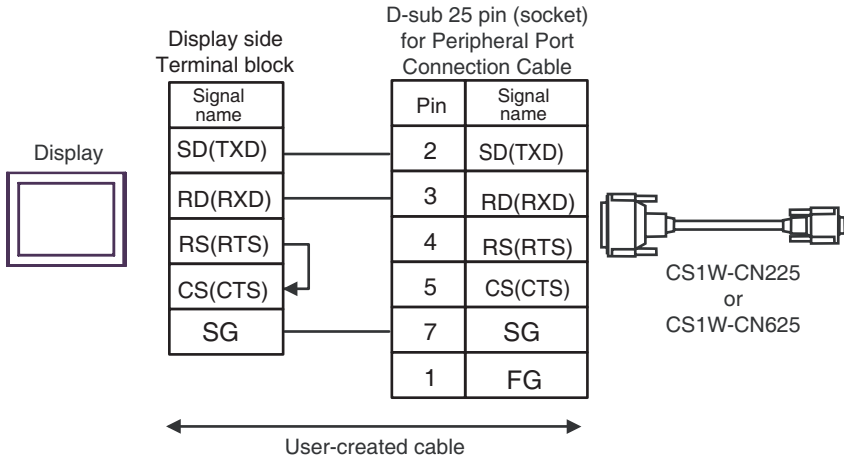 D-sub 25 pin (socket)
for Peripheral Port
Connection Cable
Display side
Terminal block
Signal
name
Pin
Signal
name
SD(TXD)
2
SD(TXD)
Display
RD(RXD)
3
RD(RXD)
RS(RTS)
4
RS(RTS)
CS(CTS)
5
CS(CTS)
SG
7
SG
1
FG
CS1W-CN225
or
CS1W-CN625
User-created cable